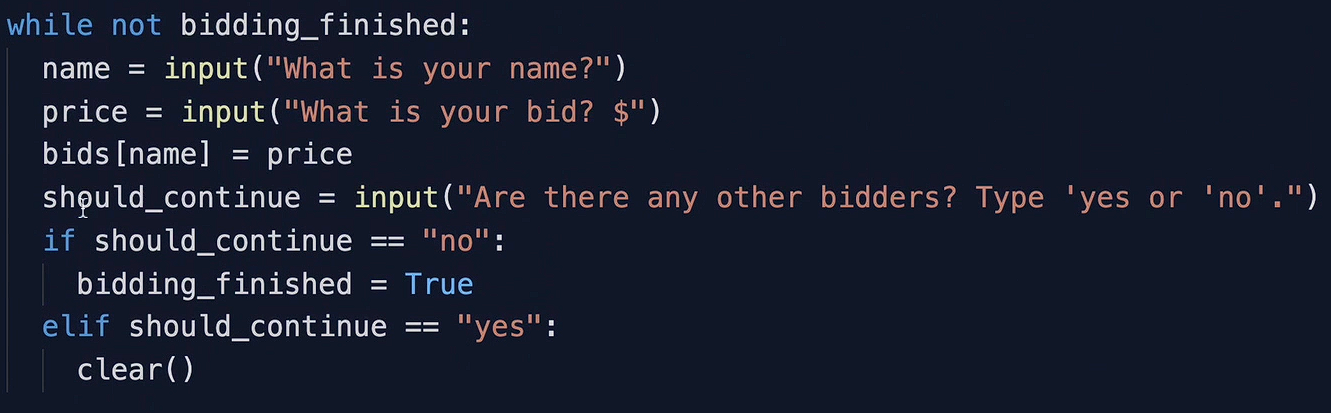 while not bidding_finished:
  name = input("What is your name?")
  price = input("What is your bid? $")
  bids[name] = price
  should_continue = input("Are there any other bidders? Type 'yes or 'no'.")
  if should_continue == "no":
    bidding_finished = True
  elif should_continue == "yes":
    clear()